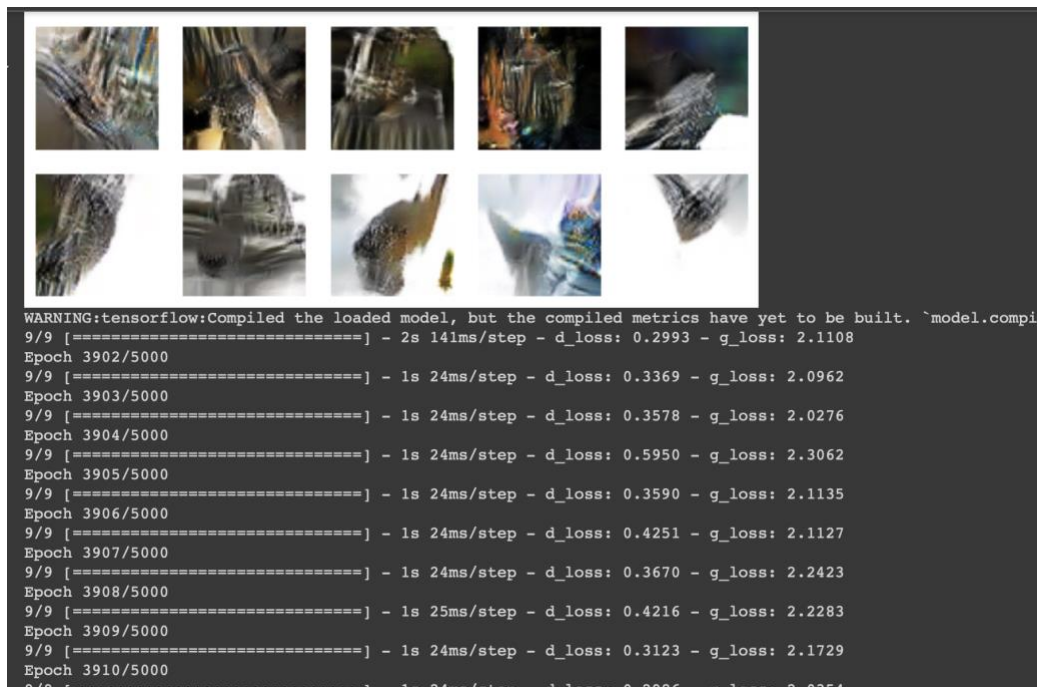 WARNING:tensorflow:Compiled the loaded model, but the compiled metrics have yet to be built. `model.compi
9/9 [==============================] - 2s 141ms/step - d_loss: 0.2993 - g_loss: 2.1108
Epoch 3902/5000
9/9 [==============================] - 1s 24ms/step - d_loss: 0.3369 - g_loss: 2.0962
Epoch 3903/5000
9/9 [==============================] - 1s 24ms/step - d_loss: 0.3578 - g_loss: 2.0276
Epoch 3904/5000
9/9 [==============================] - 1s 24ms/step - d_loss: 0.5950 - g_loss: 2.3062
Epoch 3905/5000
9/9 [==============================] - 1s 24ms/step - d_loss: 0.3590 - g_loss: 2.1135
Epoch 3906/5000
9/9 [==============================] - 1s 24ms/step - d_loss: 0.4251 - g_loss: 2.1127
Epoch 3907/5000
9/9 [==============================] - 1s 24ms/step - d_loss: 0.3670 - g_loss: 2.2423
Epoch 3908/5000
9/9 [==============================] - 1s 25ms/step - d_loss: 0.4216 - g_loss: 2.2283
Epoch 3909/5000
9/9 [==============================] - 1s 24ms/step - d_loss: 0.3123 - g_loss: 2.1729
Epoch 3910/5000